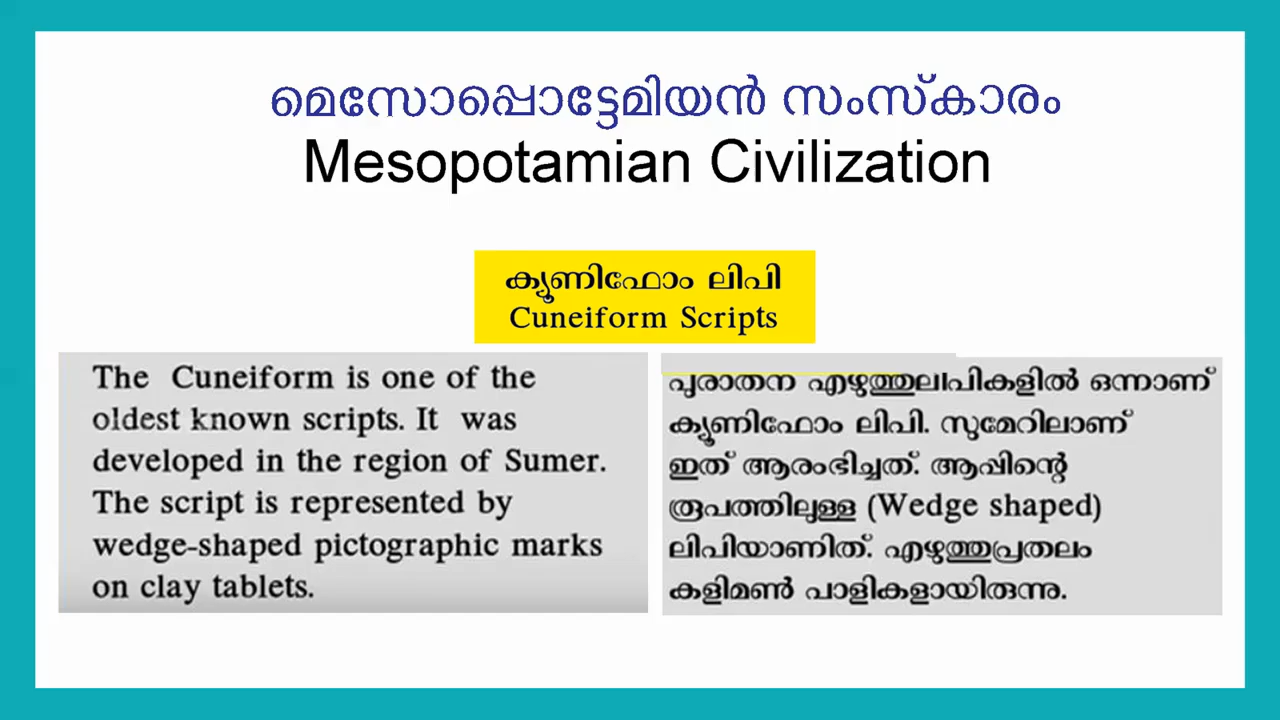 മെസോപ്പൊട്ടേമിയൻ സംസ്കാരം
Mesopotamian Civilization
ക്യൂണിഫോം ലിപി
Cuneiform Scripts
The Cuneiform is one of the
oldest known scripts. It was
developed in the region of Sumer.
The script is represented by
wedge-shaped pictographic marks
on clay tablets.
പുരാതന എഴുത്തുലിപികളിൽ ഒന്നാണ്
ക്യൂണിഫോം ലിപി. സുമേറിലാണ്
ഇത് ആരംഭിച്ചത്. ആപ്പിന്റെ
രൂപത്തിലുള്ള (Wedge shaped)
ലിപിയാണിത്. എഴുത്തുപ്രതലം
കളിമൺ പാളികളായിരുന്നു.